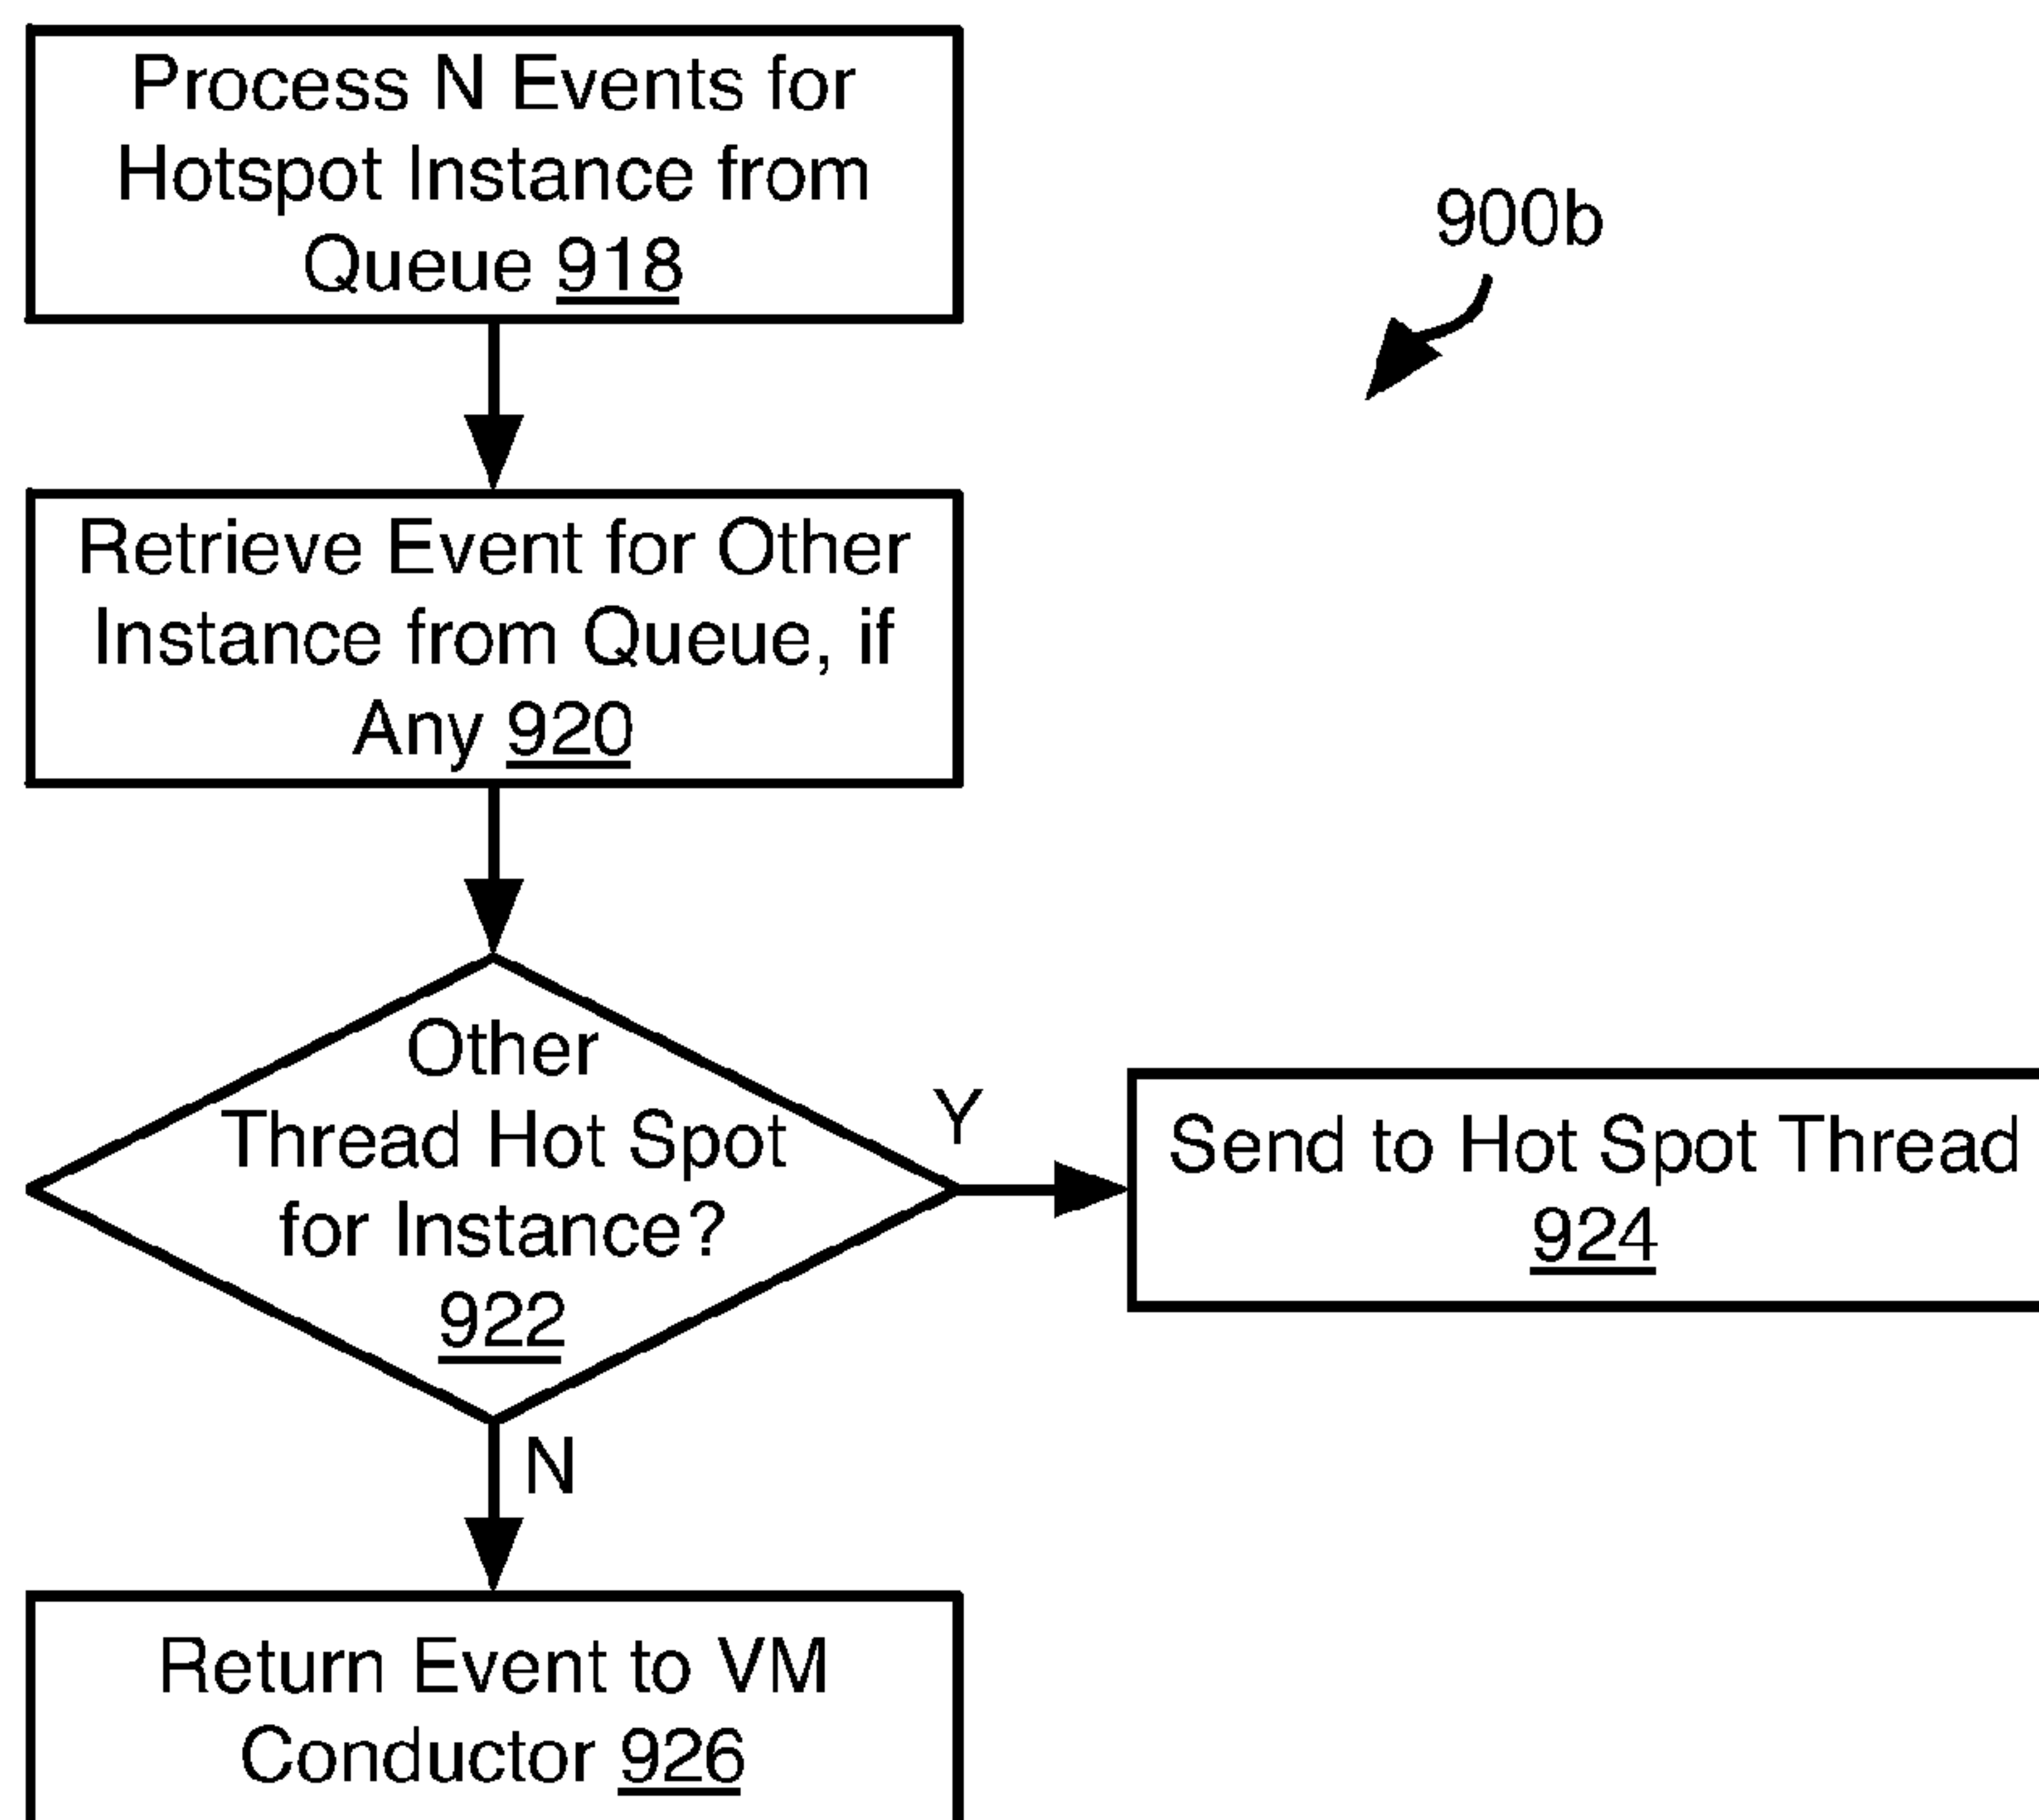 Process N Events for
Hotspot Instance from
Queue 918
900b
Retrieve Event for Other
Instance from Queue, if
Any 920
Other
Thread Hot Spot
for Instance?
922
Y
Send to Hot Spot Thread
924
N
Return Event to VM
Conductor 926